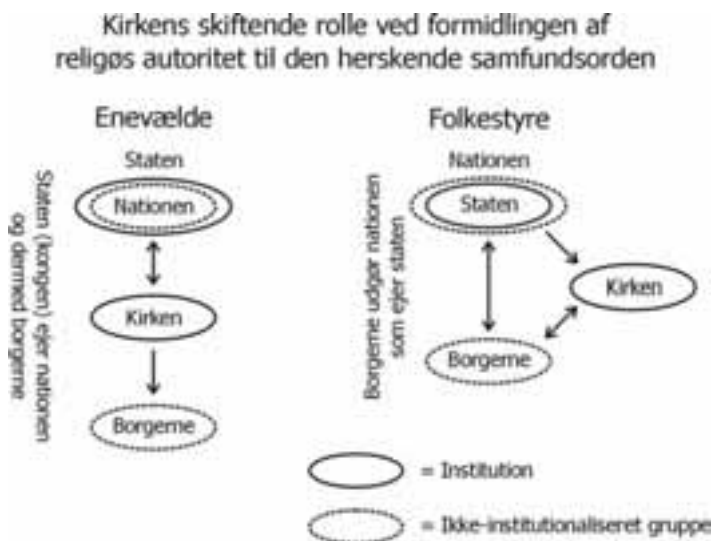 Kirkens skiftende rolle ved formidlingen af
religøs autoritet til den herskende samfundsorden
Enevælde
Staten
Nationen
Kirken
Borgerne
Staten (kongen) ejer nationen
og dermed borgerne
Folkestyre
Nationen
Staten
Kirken
Borgerne
Borgerne udgør nationen
som ejer staten
= Institution
= Ikke-institutionaliseret gruppe